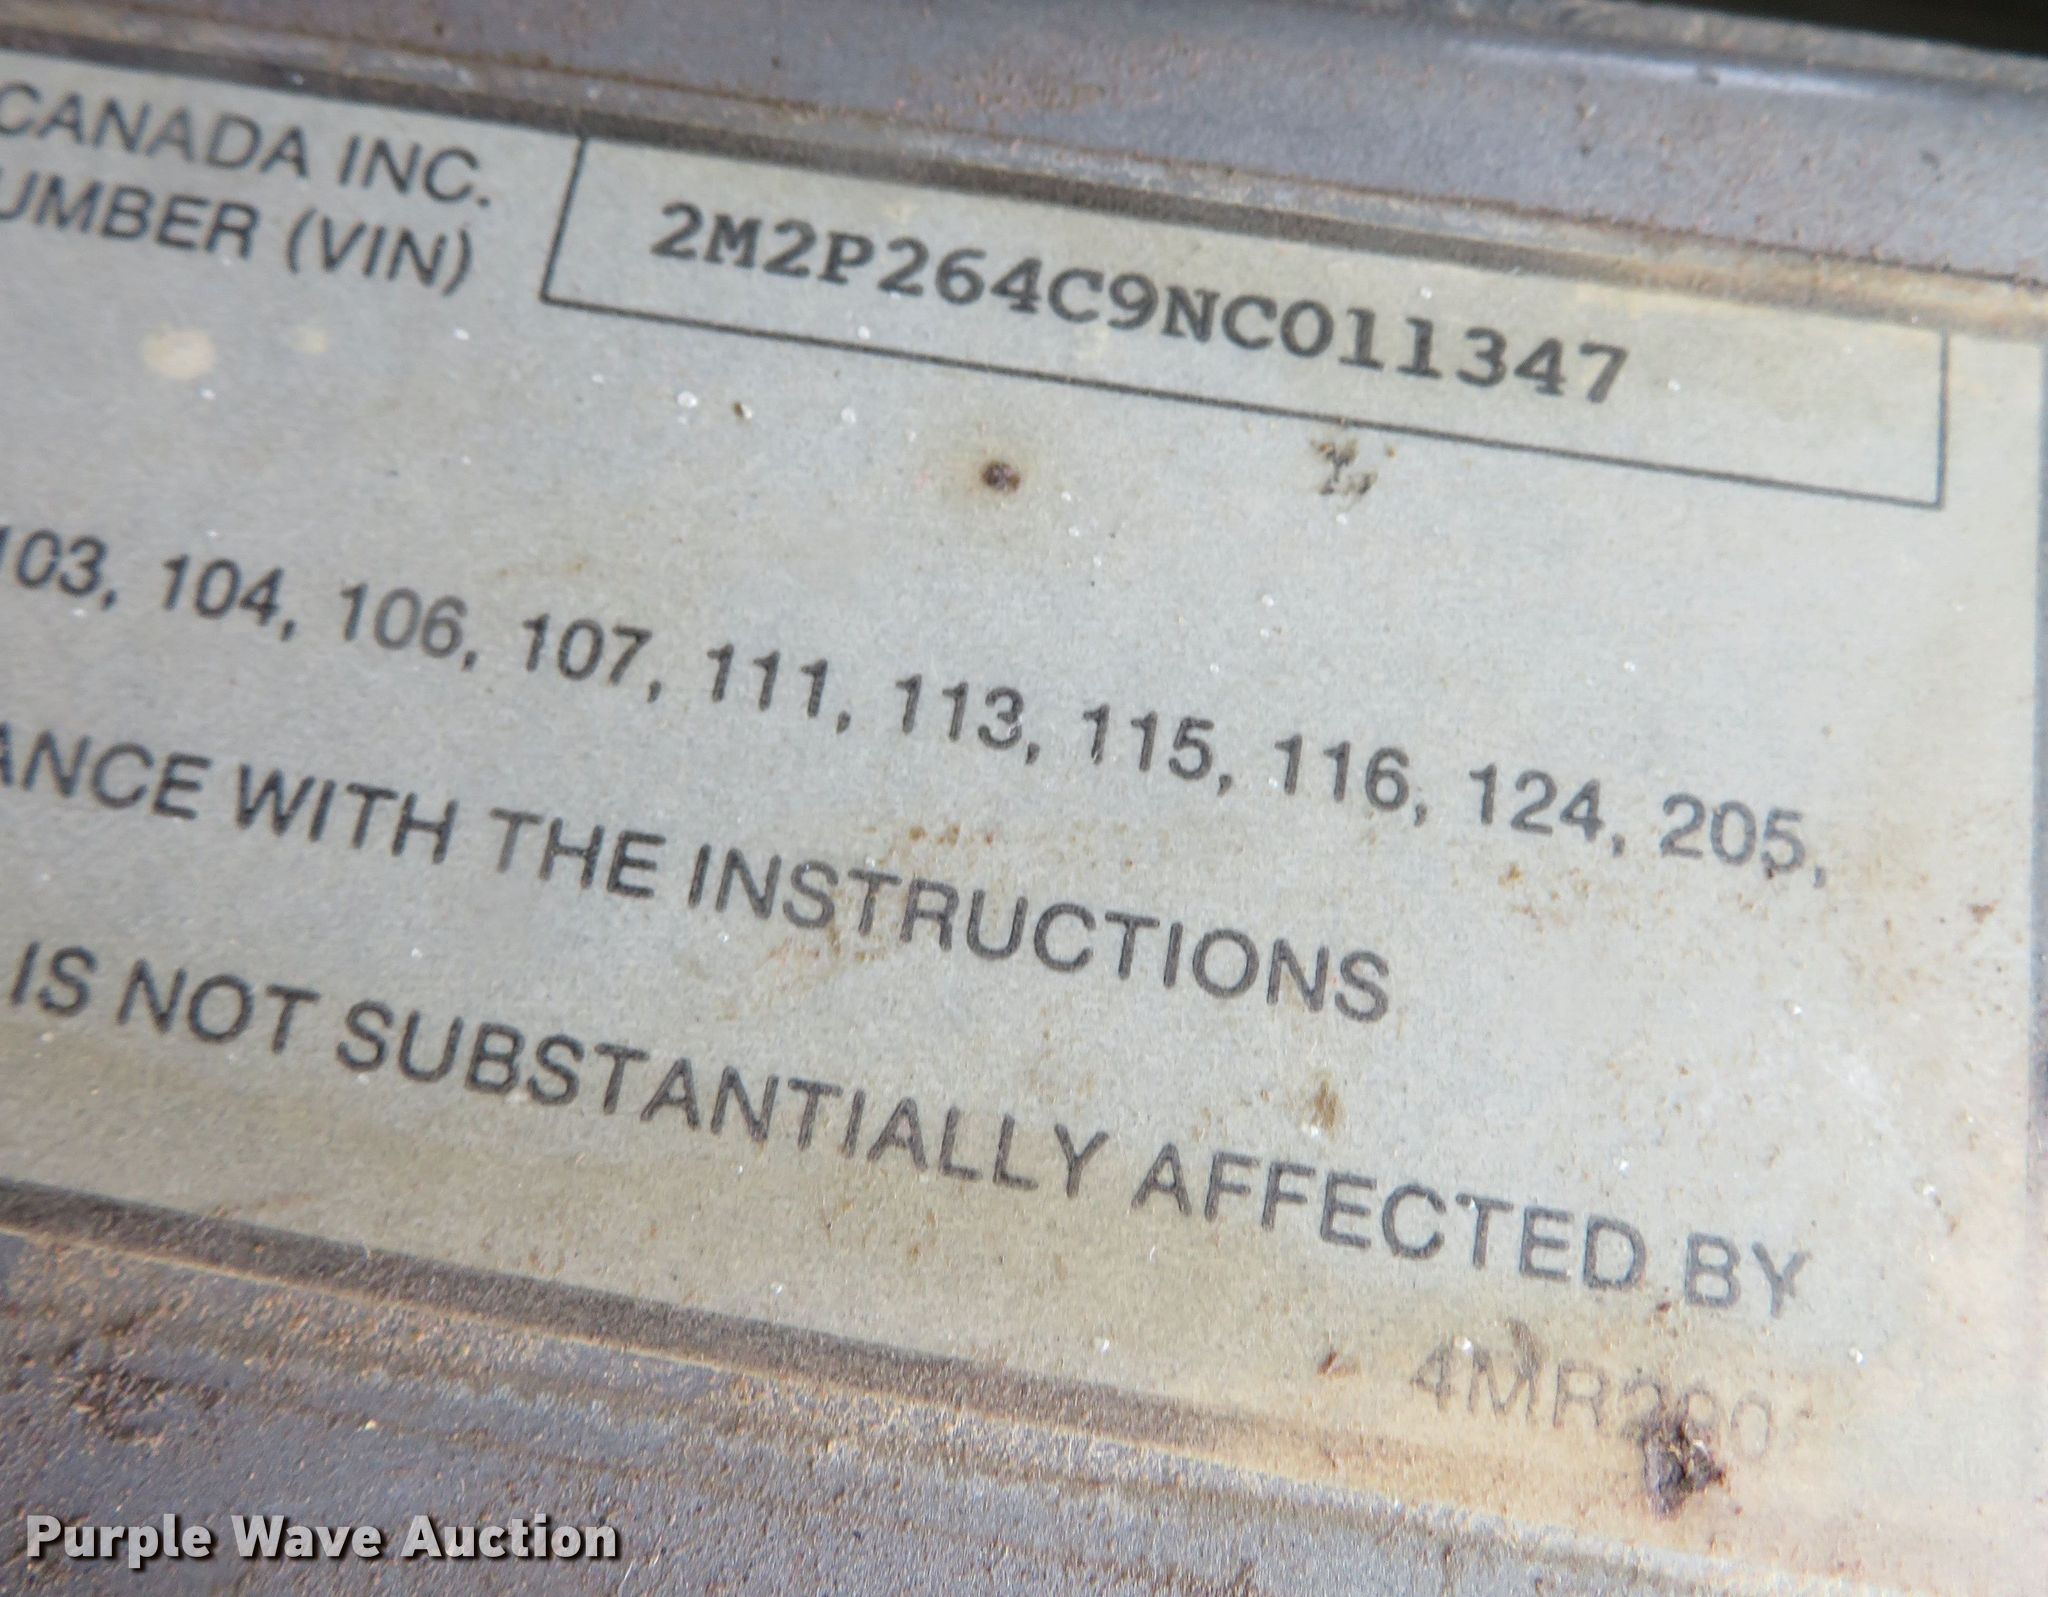 CANADA INC.
UMBER (VIN)
2M2P264C9NC011347
103, 104, 106, 107, 111, 113, 115, 116, 124, 205,
ANCE WITH THE INSTRUCTIONS
IS NOT SUBSTANTIALLY AFFECTED BY
Purple Wave Auction